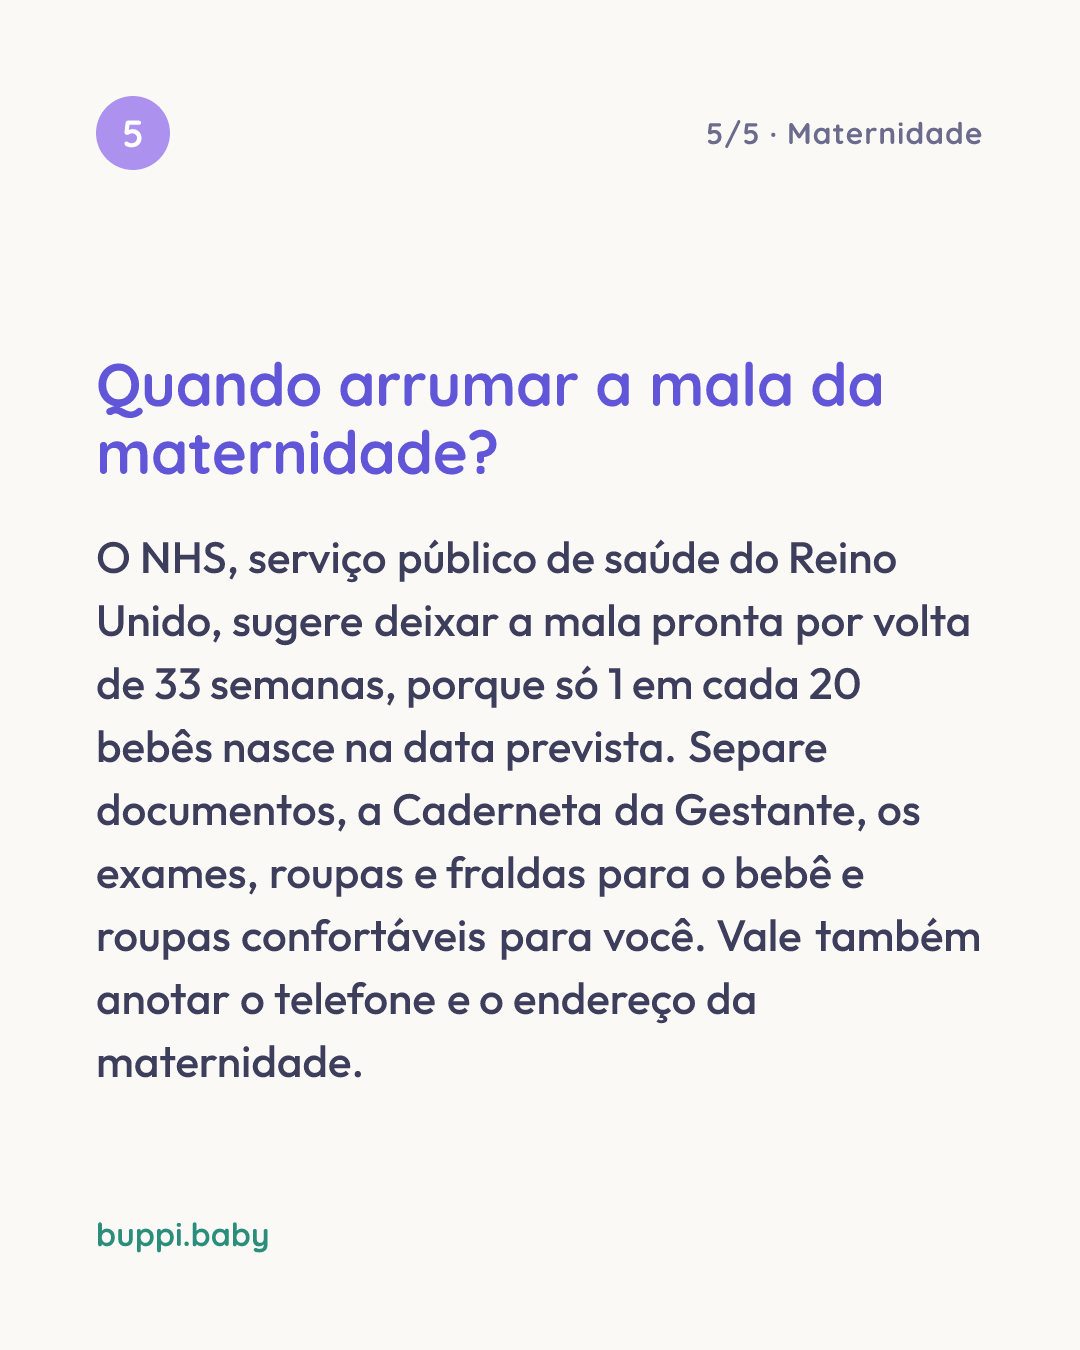 5
5/5 · Maternidade
Quando arrumar a mala da
maternidade?
O NHS, serviço público de saúde do Reino
Unido, sugere deixar a mala pronta por volta
de 33 semanas, porque só 1 em cada 20
bebês nasce na data prevista. Separe
documentos, a Caderneta da Gestante, os
exames, roupas e fraldas para o bebê e
roupas confortáveis para você. Vale também
anotar o telefone e o endereço da
maternidade.
buppi.baby